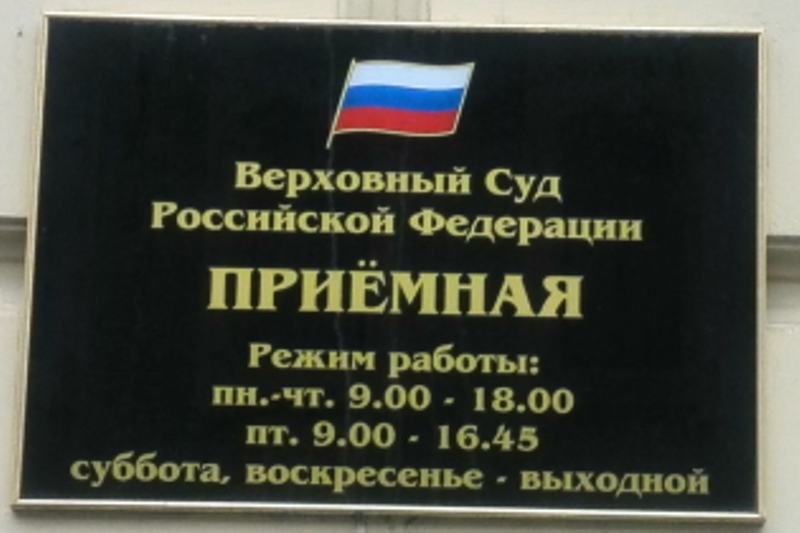 Верховный Суд
Российской Федерации
ПРИЁМНАЯ
Режим работы:
пн.-чт. 9.00 - 18.00
пт. 9.00 - 16.45
суббота, воскресенье - выходной